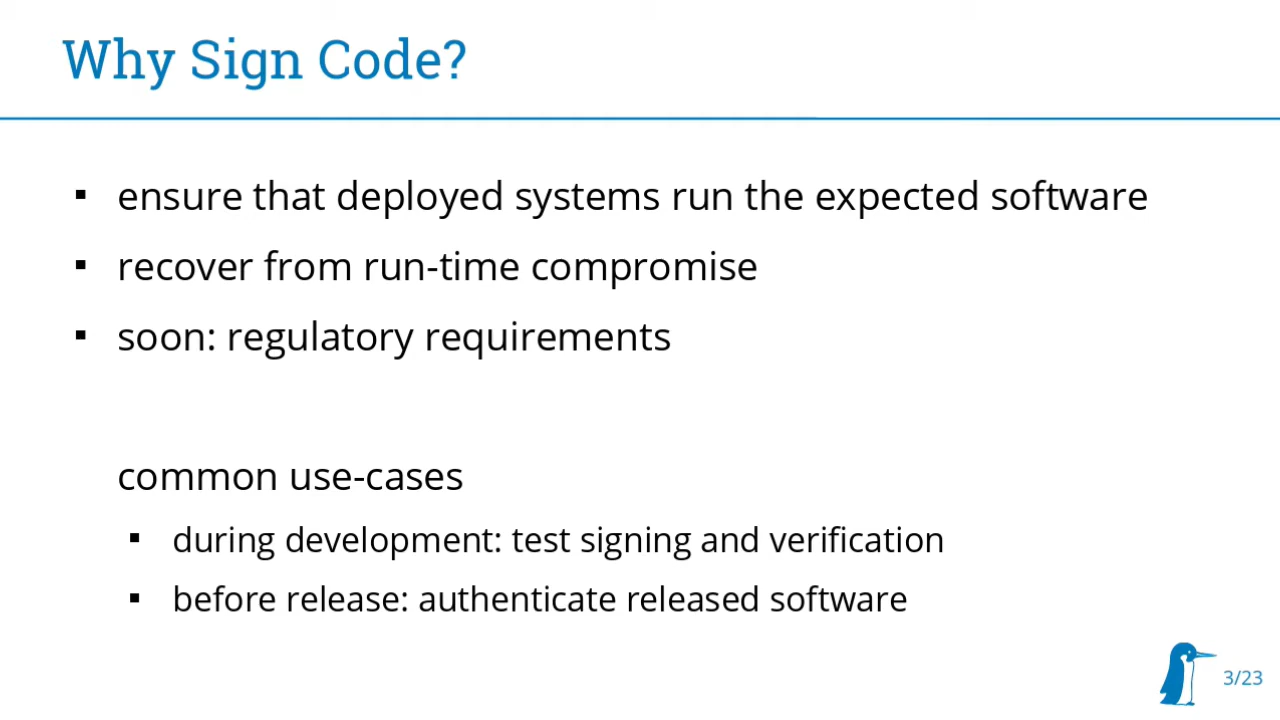 Why Sign Code?
▪ ensure that deployed systems run the expected software
▪ recover from run-time compromise
▪ soon: regulatory requirements
common use-cases
▪ during development: test signing and verification
▪ before release: authenticate released software
3/23